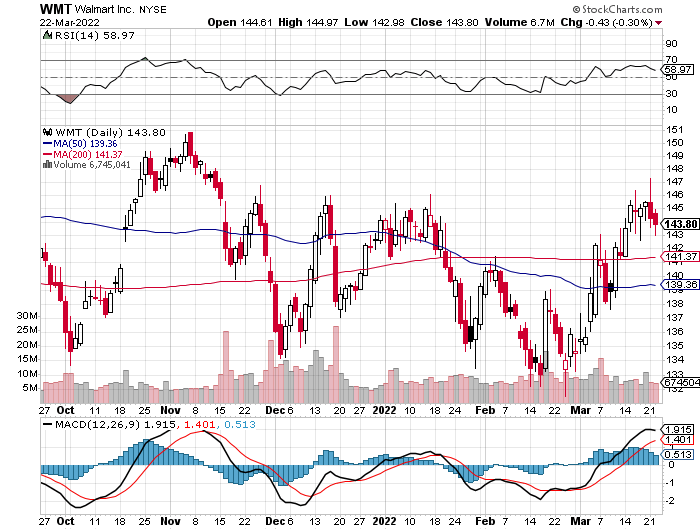 WMT Walmart Inc. NYSE © StockCharts.com
22-Mar-2022 Open 144.61 High 144.97 Low 142.98 Close 143.80 Volume 6.7M Chg -0.43 (-0.30%)
RSI(14) 58.97
90
70
58.97
50
30
10
WMT (Daily) 143.80
MA(50) 139.36
MA(200) 141.37
Volume 6,745,041
151
150
149
148
147
146
145
144
143.80
143
142
141.37
141
140
139.36
139
138
137
136
135
134
133
132
6745041
30M
25M
20M
15M
10M
5M
27 Oct 11 18 25 Nov 8 15 22 Dec 6 13 20 27 2022 10 18 24 Feb 7 14 22 Mar 7 14 21
MACD(12,26,9) 1.915, 1.401, 0.513
1.915
1.401
0.513
2
1
0
-1
-2
27 Oct 11 18 25 Nov 8 15 22 Dec 6 13 20 27 2022 10 18 24 Feb 7 14 22 Mar 7 14 21